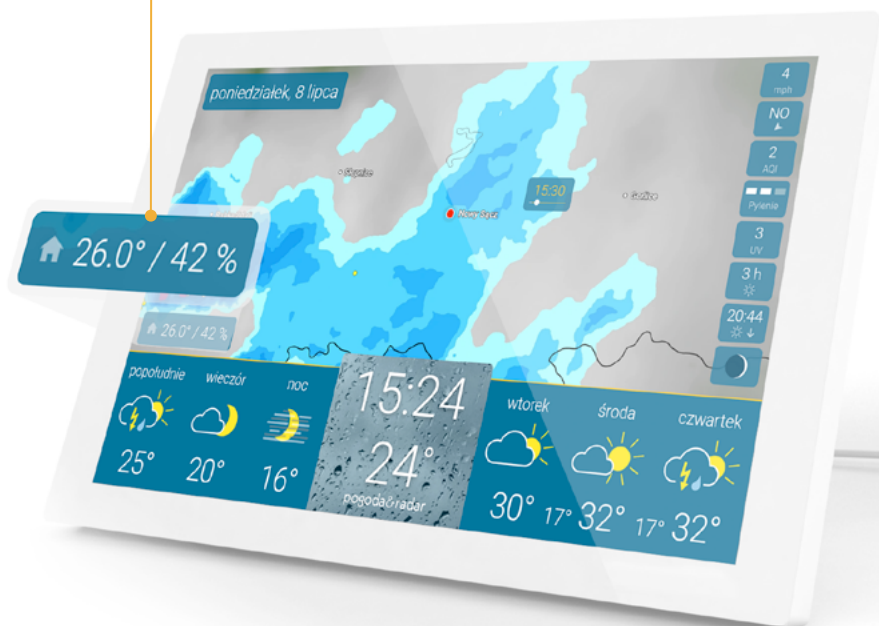 poniedziałek, 8 lipca
4
mph
NO
2
AQI
Pylenie
3
UV
3 h
20:44
15:30
Gorlice
Nowy Sącz
26.0° / 42 %
26.0° / 42 %
popołudnie
wieczór
noc
25°
20°
16°
15:24
24°
pogoda&radar
wtorek
środa
czwartek
30°
17° 32°
17° 32°